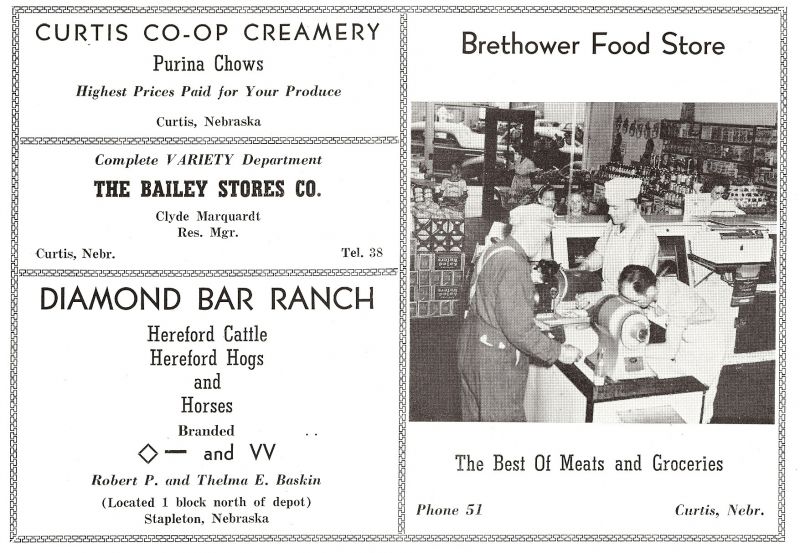 CURTIS CO-OP CREAMERY
Purina Chows
Highest Prices Paid for Your Produce
Curtis, Nebraska
Complete VARIETY Department
THE BAILEY STORES CO.
Clyde Marquardt
Res. Mgr.
Curtis, Nebr. Tel. 38
DIAMOND BAR RANCH
Hereford Cattle
Hereford Hogs
and
Horses
Branded
◇ — and VV
Robert P. and Thelma E. Baskin
(Located 1 block north of depot)
Stapleton, Nebraska
Brethower Food Store
The Best Of Meats and Groceries
Phone 51 Curtis, Nebr.